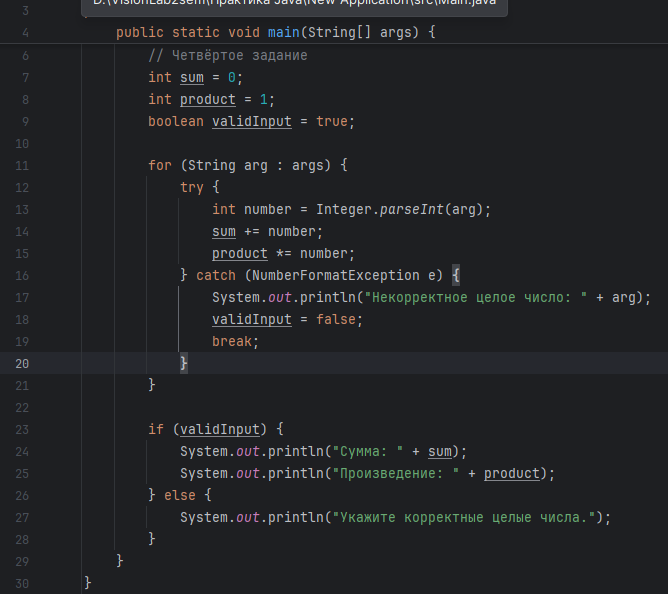 D:\VisionLab2sem\Практика Java\New Application\src\Main.java
3
4 public static void main(String[] args) {
6 // Четвёртое задание
7 int sum = 0;
8 int product = 1;
9 boolean validInput = true;
10
11 for (String arg : args) {
12 try {
13 int number = Integer.parseInt(arg);
14 sum += number;
15 product *= number;
16 } catch (NumberFormatException e) {
17 System.out.println("Некорректное целое число: " + arg);
18 validInput = false;
19 break;
20 }
21 }
22
23 if (validInput) {
24 System.out.println("Сумма: " + sum);
25 System.out.println("Произведение: " + product);
26 } else {
27 System.out.println("Укажите корректные целые числа.");
28 }
29 }
30 }